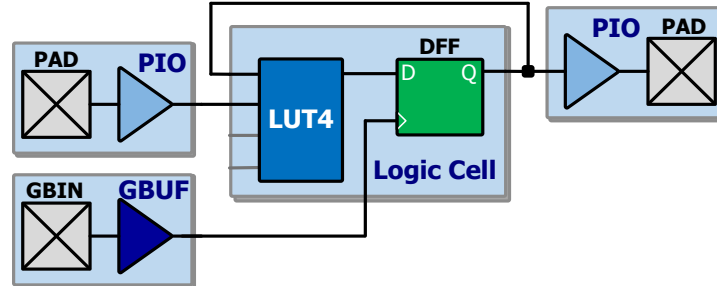 PAD
PIO
DFF
PIO
PAD
D
Q
LUT4
Logic Cell
GBIN
GBUF